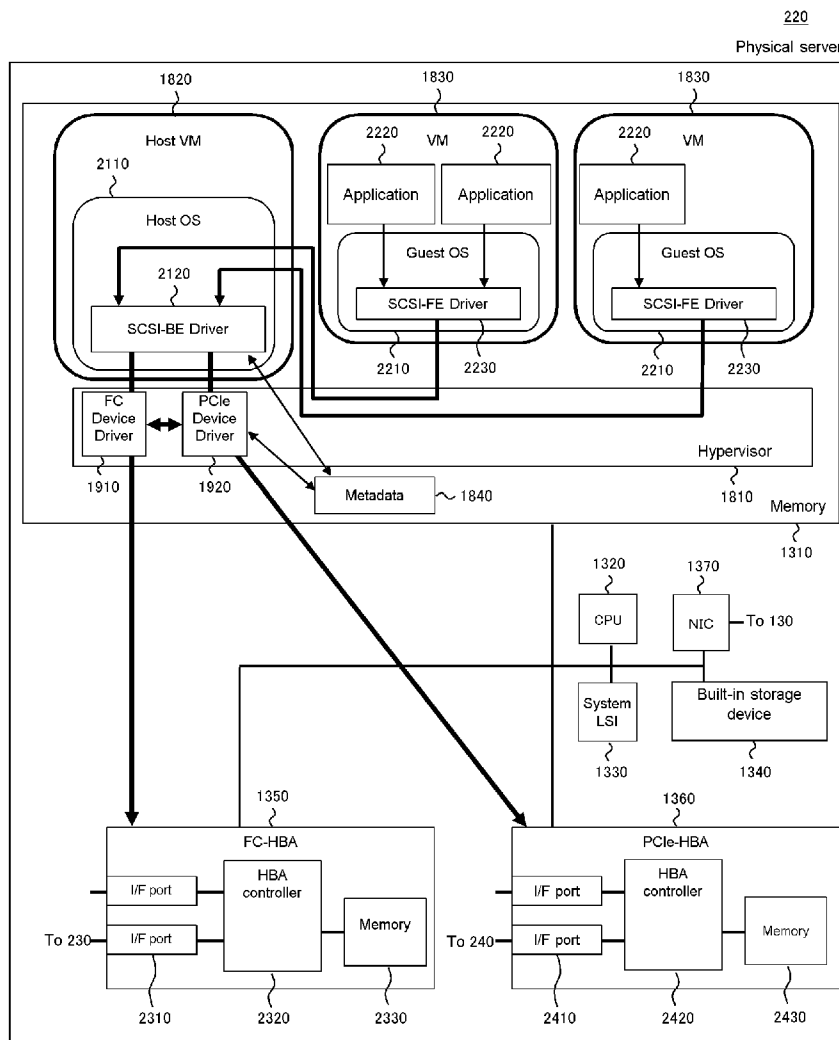 220
Physical server
1820
1830
1830
Host VM
VM
VM
2220
2220
2220
Application
Application
Application
2110
Host OS
Guest OS
Guest OS
2120
SCSI-BE Driver
SCSI-FE Driver
SCSI-FE Driver
2210
2230
2210
2230
FC
Device
Driver
PCIe
Device
Driver
Hypervisor
1910
1920
1810
Metadata
1840
Memory
1310
1320
1370
CPU
NIC
To 130
System
LSI
Built-in storage
device
1330
1340
1350
1360
FC-HBA
PCIe-HBA
I/F port
HBA
controller
I/F port
HBA
controller
Memory
Memory
To 230
I/F port
To 240
I/F port
2310
2320
2330
2410
2420
2430